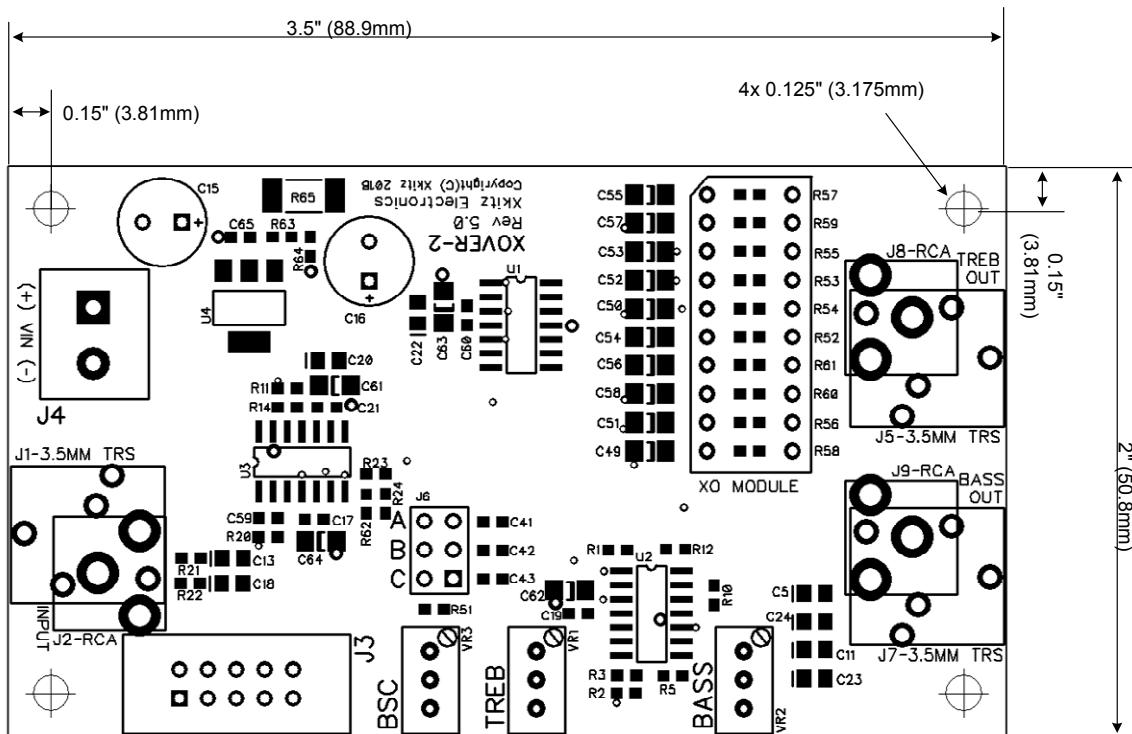 3.5" (88.9mm)
0.15" (3.81mm)
4x 0.125" (3.175mm)
0.15"
(3.81mm)
2" (50.8mm)
Copyright(C) Xkitz 2018
Xkitz Electronics
Rev 5.0
XOVER-2
C15
R65
C65
R63
R64
U4
C16
C22
C63
C60
U1
(+) VIN (-)
J4
C20
R11
C61
R14
C21
U3
R23
R24
R62
C59
C17
R20
C64
R21
C13
R22
C18
J1-3.5MM TRS
INPUT
J2-RCA
J3
J6
A
B
C
C41
C42
C43
R51
BSC
VR3
TREB
VR1
BASS
VR2
C62
C19
R1
U2
R12
R10
R3
R2
R5
C5
C24
C11
C23
C55
C57
C53
C52
C50
C54
C56
C58
C51
C49
R57
R59
R55
R53
R54
R52
R61
R60
R56
R58
XO MODULE
J8-RCA
TREB
OUT
J5-3.5MM TRS
J9-RCA
BASS
OUT
J7-3.5MM TRS